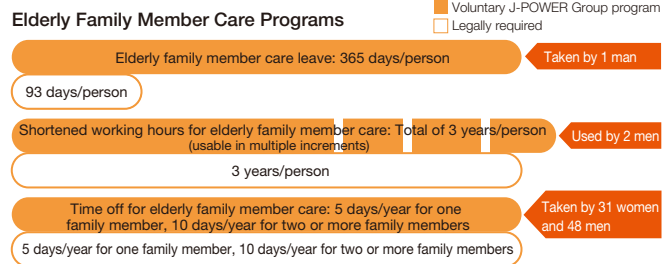 Elderly Family Member Care Programs
Voluntary J-POWER Group program
Legally required
Elderly family member care leave: 365 days/person
Taken by 1 man
93 days/person
Shortened working hours for elderly family member care: Total of 3 years/person
(usable in multiple increments)
Used by 2 men
3 years/person
Time off for elderly family member care: 5 days/year for one
family member, 10 days/year for two or more family members
Taken by 31 women
and 48 men
5 days/year for one family member, 10 days/year for two or more family members